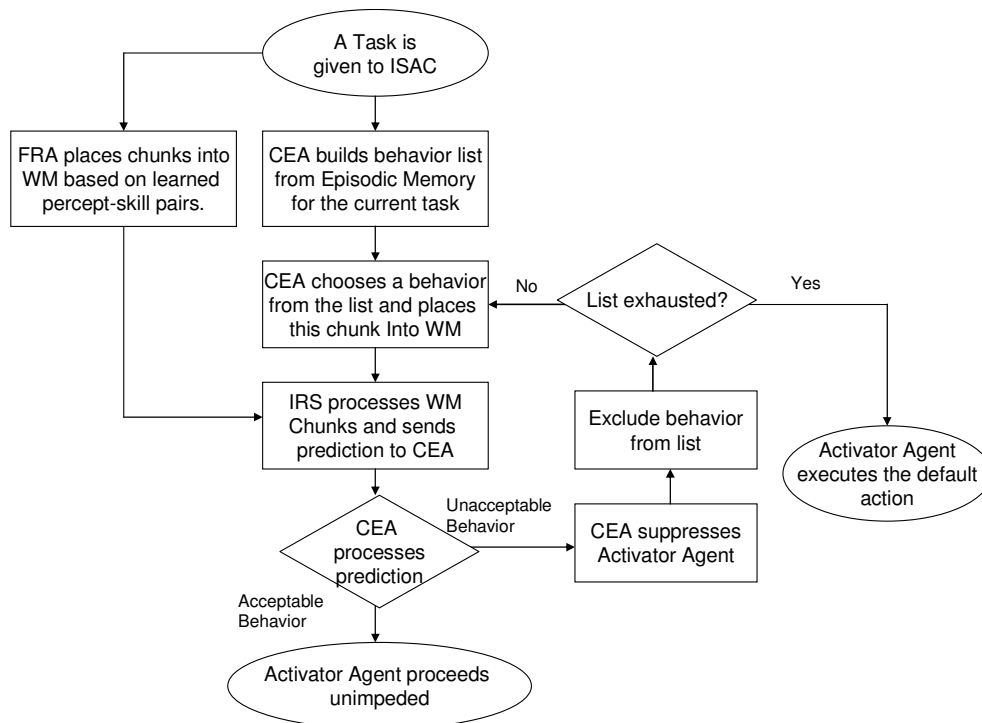 A Task is
given to ISAC
FRA places chunks into
WM based on learned
percept-skill pairs.
CEA builds behavior list
from Episodic Memory
for the current task
CEA chooses a behavior
from the list and places
this chunk Into WM
No
List exhausted?
Yes
IRS processes WM
Chunks and sends
prediction to CEA
Exclude behavior
from list
Activator Agent
executes the default
action
CEA
processes
prediction
Unacceptable
Behavior
CEA suppresses
Activator Agent
Acceptable
Behavior
Activator Agent proceeds
unimpeded